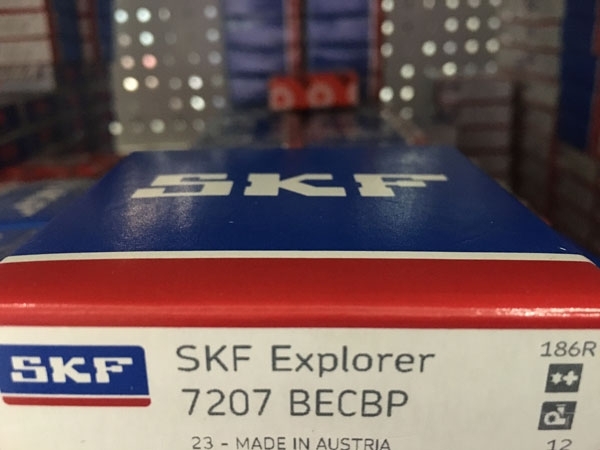 SKF
SKF
SKF Explorer
7207 BECBP
23 - MADE IN AUSTRIA
186R
12